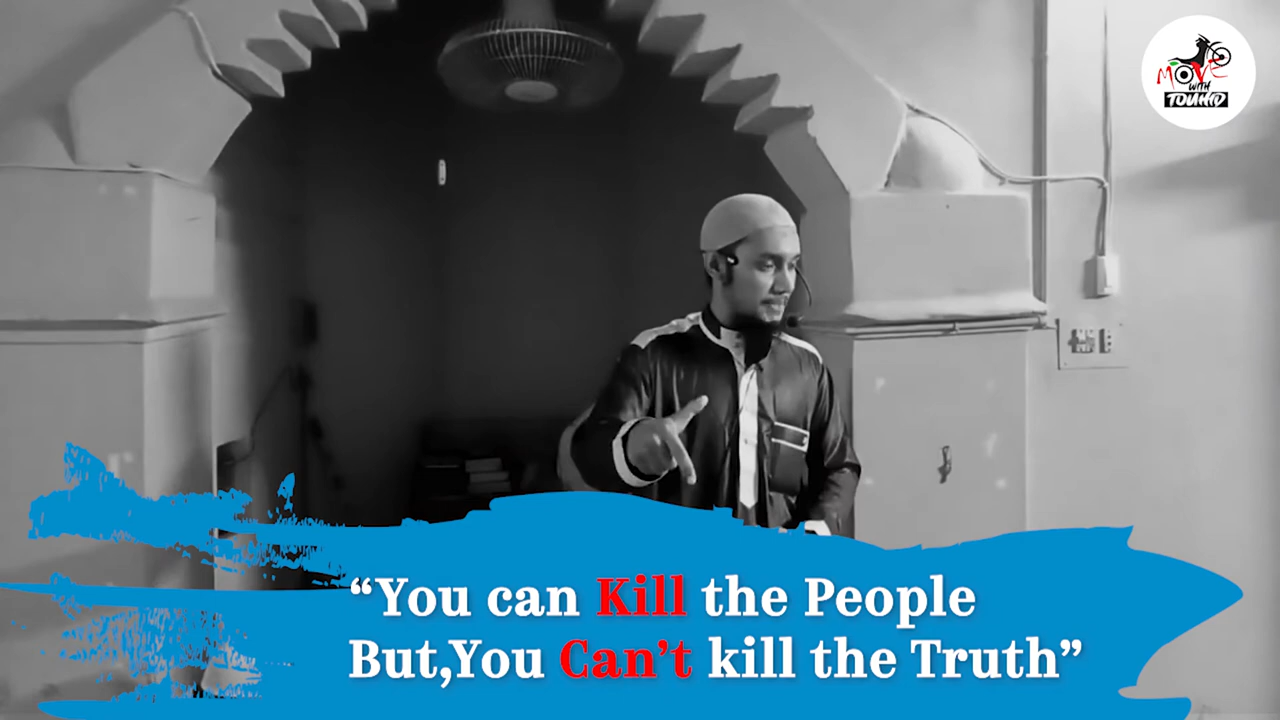 MOVE
WITH
TOUHID
“You can Kill the People
But,You Can’t kill the Truth”